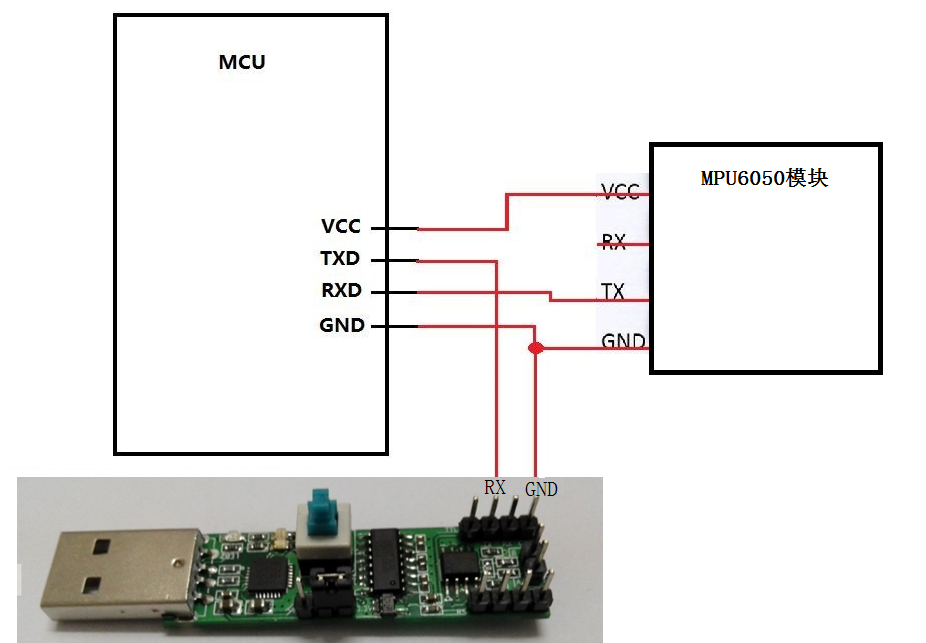 MCU
VCC
TXD
RXD
GND
MPU6050模块
VCC
RX
TX
GND
RX GND